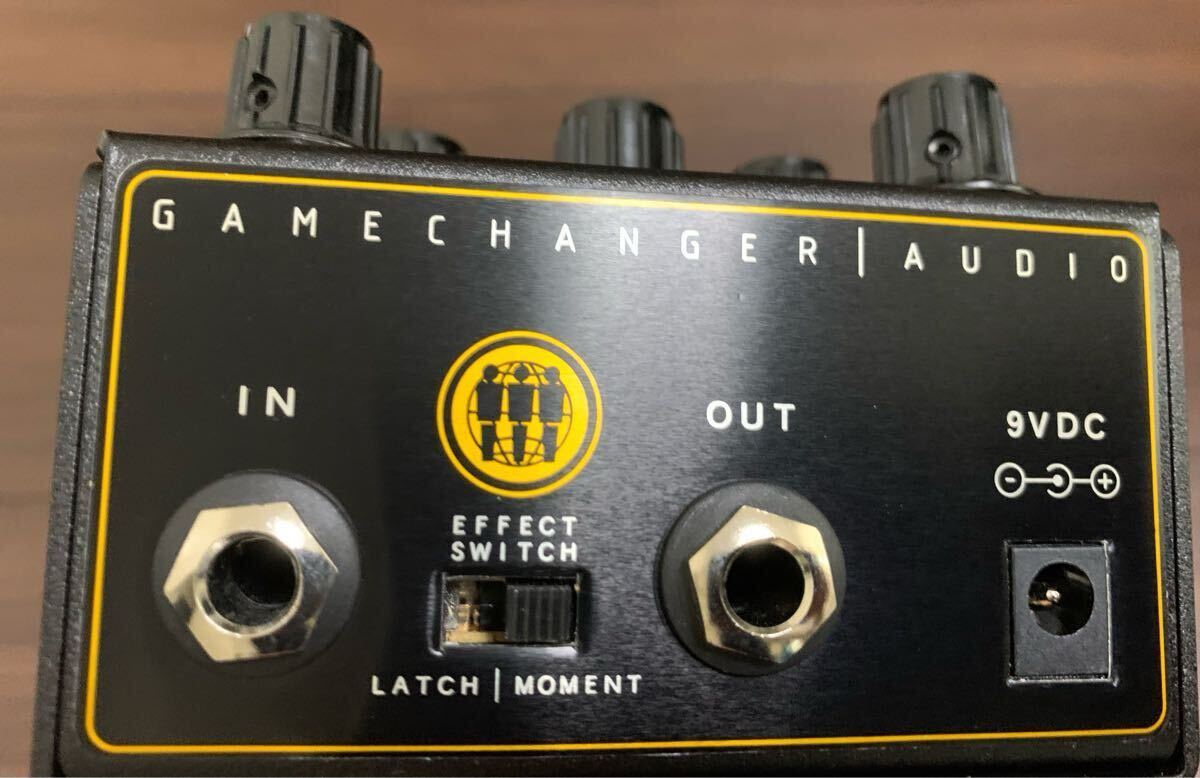 GAMECHANGER | AUDIO
IN
OUT
9VDC
- +
EFFECT
SWITCH
LATCH | MOMENT